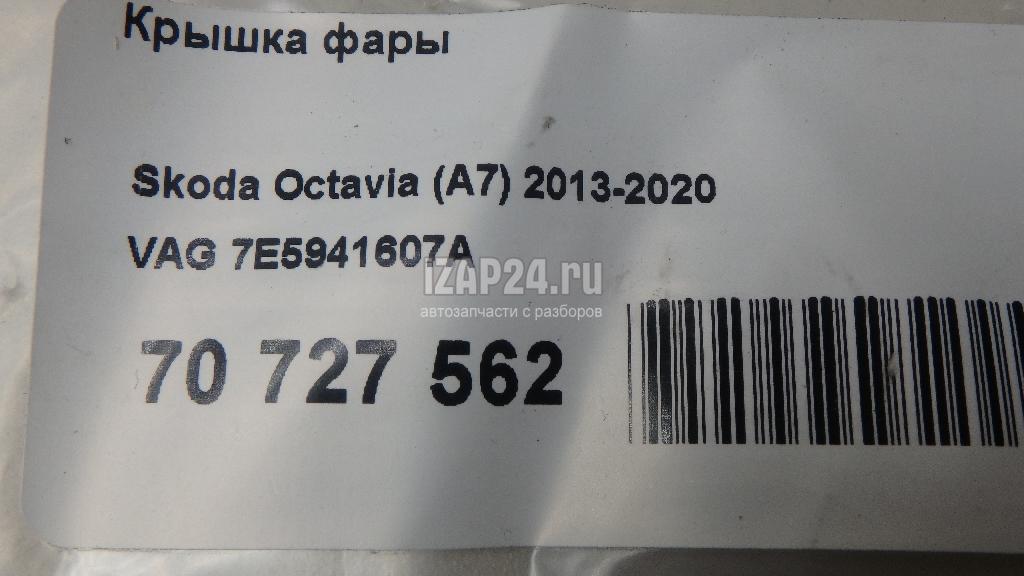 Крышка фары
Skoda Octavia (A7) 2013-2020
VAG 7E5941607A
IZAP24.ru
автозапчасти с разборов
70 727 562